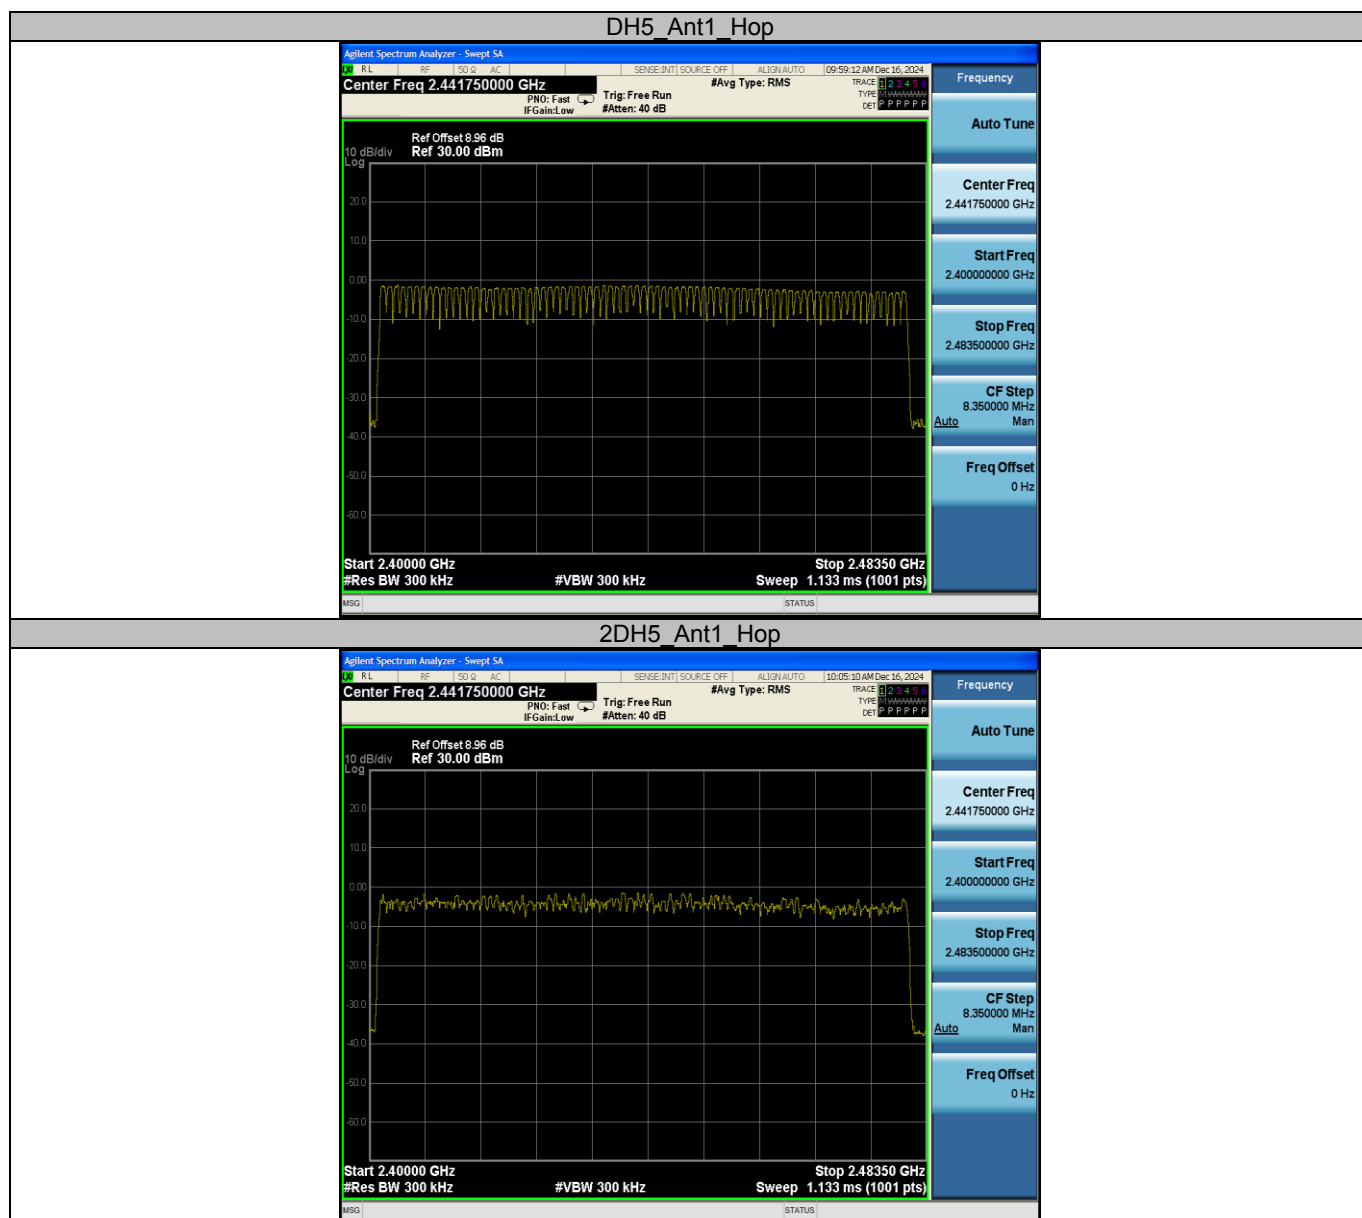 DH5_Ant1_Hop
Agilent Spectrum Analyzer - Swept SA
RL RF 50 Ω AC SENSE:INT SOURCE OFF ALIGN AUTO 09:59:12 AM Dec 16, 2024
Center Freq 2.441750000 GHz
PNO: Fast
IFGain:Low
Trig: Free Run
#Atten: 40 dB
#Avg Type: RMS
TRACE 1 2 3 4 5 6
TYPE M WWWWW
DET P P P P P P
Frequency
Auto Tune
Center Freq
2.441750000 GHz
Start Freq
2.400000000 GHz
Stop Freq
2.483500000 GHz
CF Step
8.350000 MHz
Auto Man
Freq Offset
0 Hz
Ref Offset 8.96 dB
10 dB/div Ref 30.00 dBm
Log
20.0
10.0
0.00
-10.0
-20.0
-30.0
-40.0
-50.0
-60.0
Start 2.40000 GHz Stop 2.48350 GHz
#Res BW 300 kHz #VBW 300 kHz Sweep 1.133 ms (1001 pts)
MSG STATUS
2DH5_Ant1_Hop
Agilent Spectrum Analyzer - Swept SA
RL RF 50 Ω AC SENSE:INT SOURCE OFF ALIGN AUTO 10:05:10 AM Dec 16, 2024
Center Freq 2.441750000 GHz
PNO: Fast
IFGain:Low
Trig: Free Run
#Atten: 40 dB
#Avg Type: RMS
TRACE 1 2 3 4 5 6
TYPE M WWWWW
DET P P P P P P
Frequency
Auto Tune
Center Freq
2.441750000 GHz
Start Freq
2.400000000 GHz
Stop Freq
2.483500000 GHz
CF Step
8.350000 MHz
Auto Man
Freq Offset
0 Hz
Ref Offset 8.96 dB
10 dB/div Ref 30.00 dBm
Log
20.0
10.0
0.00
-10.0
-20.0
-30.0
-40.0
-50.0
-60.0
Start 2.40000 GHz Stop 2.48350 GHz
#Res BW 300 kHz #VBW 300 kHz Sweep 1.133 ms (1001 pts)
MSG STATUS